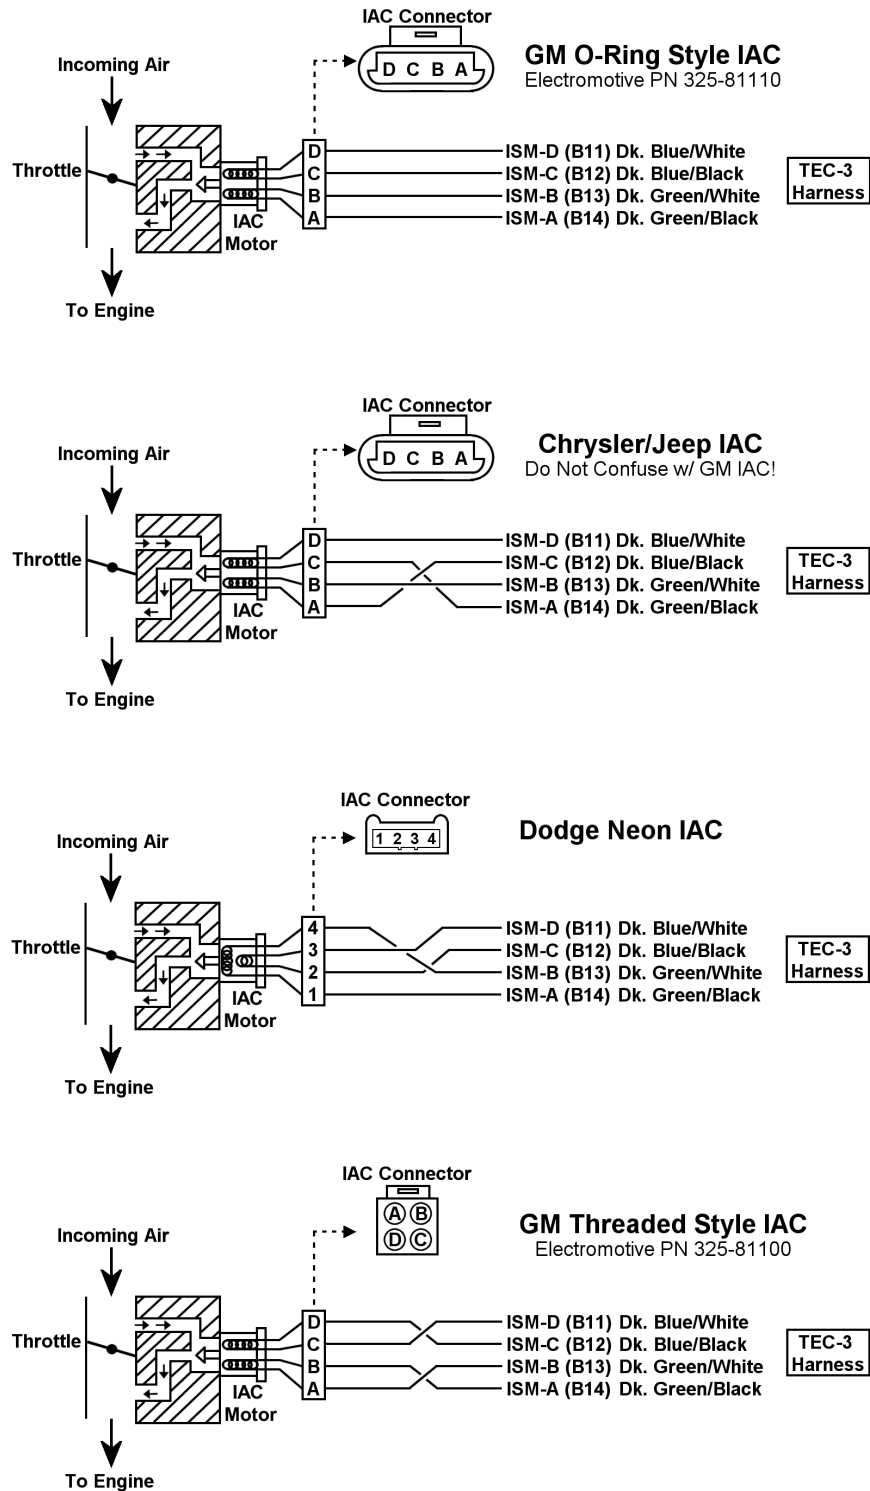 IAC Connector
D C B A
GM O-Ring Style IAC
Electromotive PN 325-81110
Incoming Air
Throttle
IAC
Motor
To Engine
D
C
B
A
ISM-D (B11) Dk. Blue/White
ISM-C (B12) Dk. Blue/Black
ISM-B (B13) Dk. Green/White
ISM-A (B14) Dk. Green/Black
TEC-3
Harness
IAC Connector
D C B A
Chrysler/Jeep IAC
Do Not Confuse w/ GM IAC!
Incoming Air
Throttle
IAC
Motor
To Engine
D
C
B
A
ISM-D (B11) Dk. Blue/White
ISM-C (B12) Dk. Blue/Black
ISM-B (B13) Dk. Green/White
ISM-A (B14) Dk. Green/Black
TEC-3
Harness
IAC Connector
1 2 3 4
Dodge Neon IAC
Incoming Air
Throttle
IAC
Motor
To Engine
4
3
2
1
ISM-D (B11) Dk. Blue/White
ISM-C (B12) Dk. Blue/Black
ISM-B (B13) Dk. Green/White
ISM-A (B14) Dk. Green/Black
TEC-3
Harness
IAC Connector
A B
D C
GM Threaded Style IAC
Electromotive PN 325-81100
Incoming Air
Throttle
IAC
Motor
To Engine
D
C
B
A
ISM-D (B11) Dk. Blue/White
ISM-C (B12) Dk. Blue/Black
ISM-B (B13) Dk. Green/White
ISM-A (B14) Dk. Green/Black
TEC-3
Harness